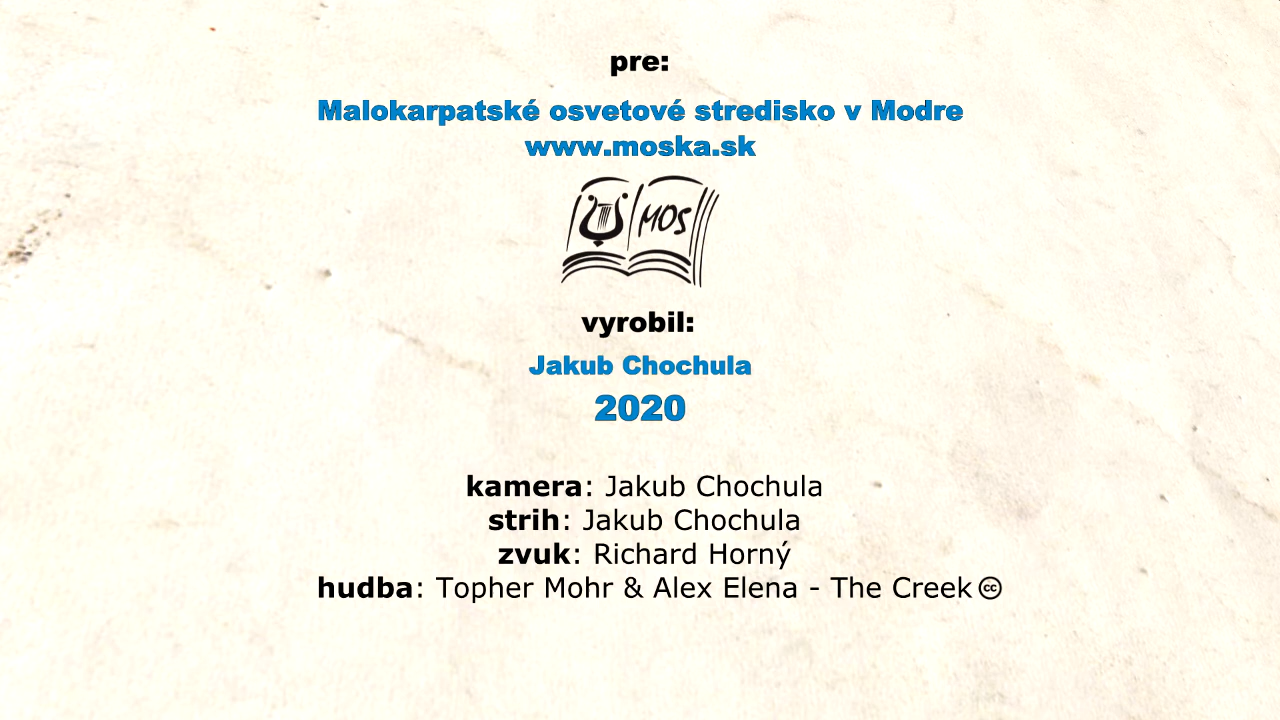 pre:
Malokarpatské osvetové stredisko v Modre
www.moska.sk
MOS
vyrobil:
Jakub Chochula
2020
kamera: Jakub Chochula
strih: Jakub Chochula
zvuk: Richard Horný
hudba: Topher Mohr & Alex Elena - The Creek cc